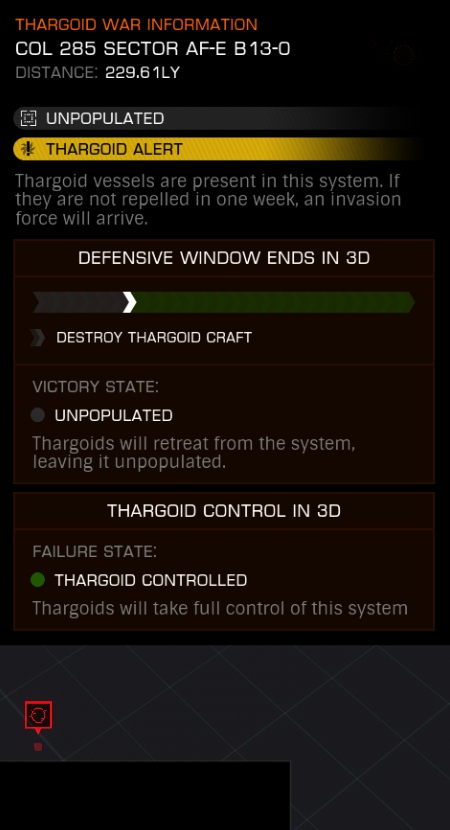 THARGOID WAR INFORMATION
COL 285 SECTOR AF-E B13-0
DISTANCE: 229.61LY
UNPOPULATED
THARGOID ALERT
Thargoid vessels are present in this system. If
they are not repelled in one week, an invasion
force will arrive.
DEFENSIVE WINDOW ENDS IN 3D
DESTROY THARGOID CRAFT
VICTORY STATE:
UNPOPULATED
Thargoids will retreat from the system,
leaving it unpopulated.
THARGOID CONTROL IN 3D
FAILURE STATE:
THARGOID CONTROLLED
Thargoids will take full control of this system